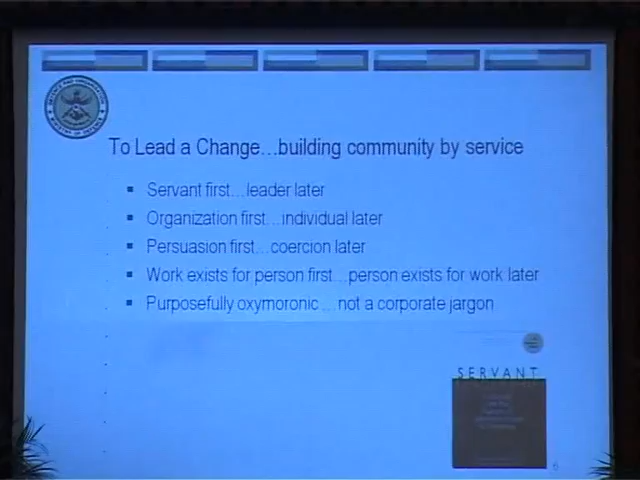 To Lead a Change...building community by service
Servant first...leader later
Organization first...individual later
Persuasion first...coercion later
Work exists for person first...person exists for work later
Purposefully oxymoronic ...not a corporate jargon
SERVANT
6